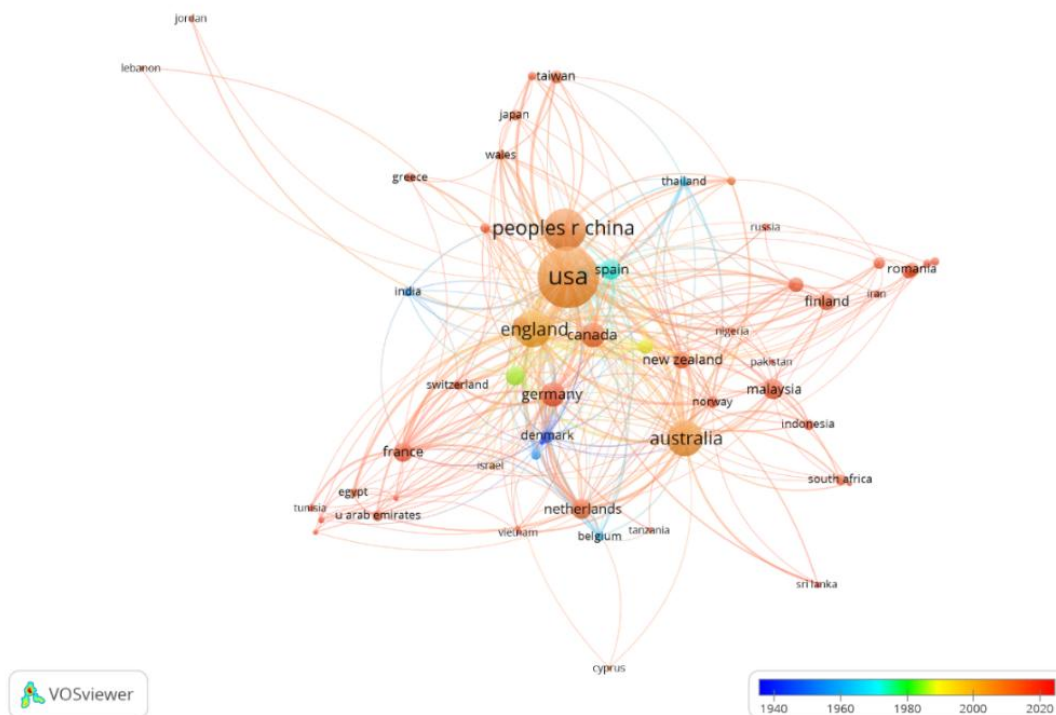 jordan
lebanon
taiwan
japan
wales
greece
thailand
peoples r china
russia
usa
spain
romania
india
iran
finland
england
canada
nigeria
new zealand
pakistan
switzerland
malaysia
germany
norway
indonesia
denmark
australia
france
israel
south africa
egypt
tunisia
u arab emirates
netherlands
vietnam
tanzania
belgium
sri lanka
cyprus
VOSviewer
1940 1960 1980 2000 2020